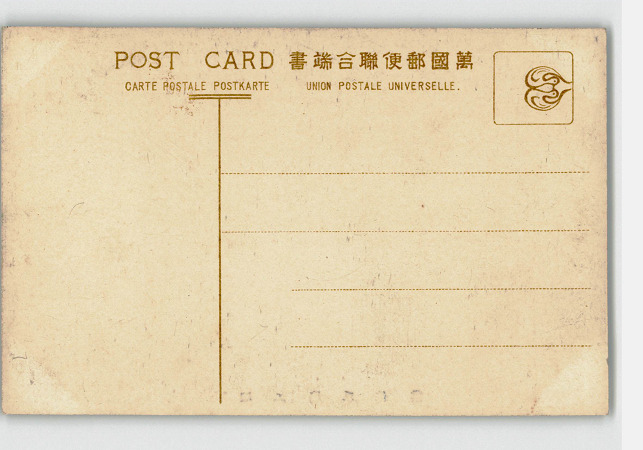 POST CARD 書端合聯便郵國萬
CARTE POSTALE POSTKARTE UNION POSTALE UNIVERSELLE.